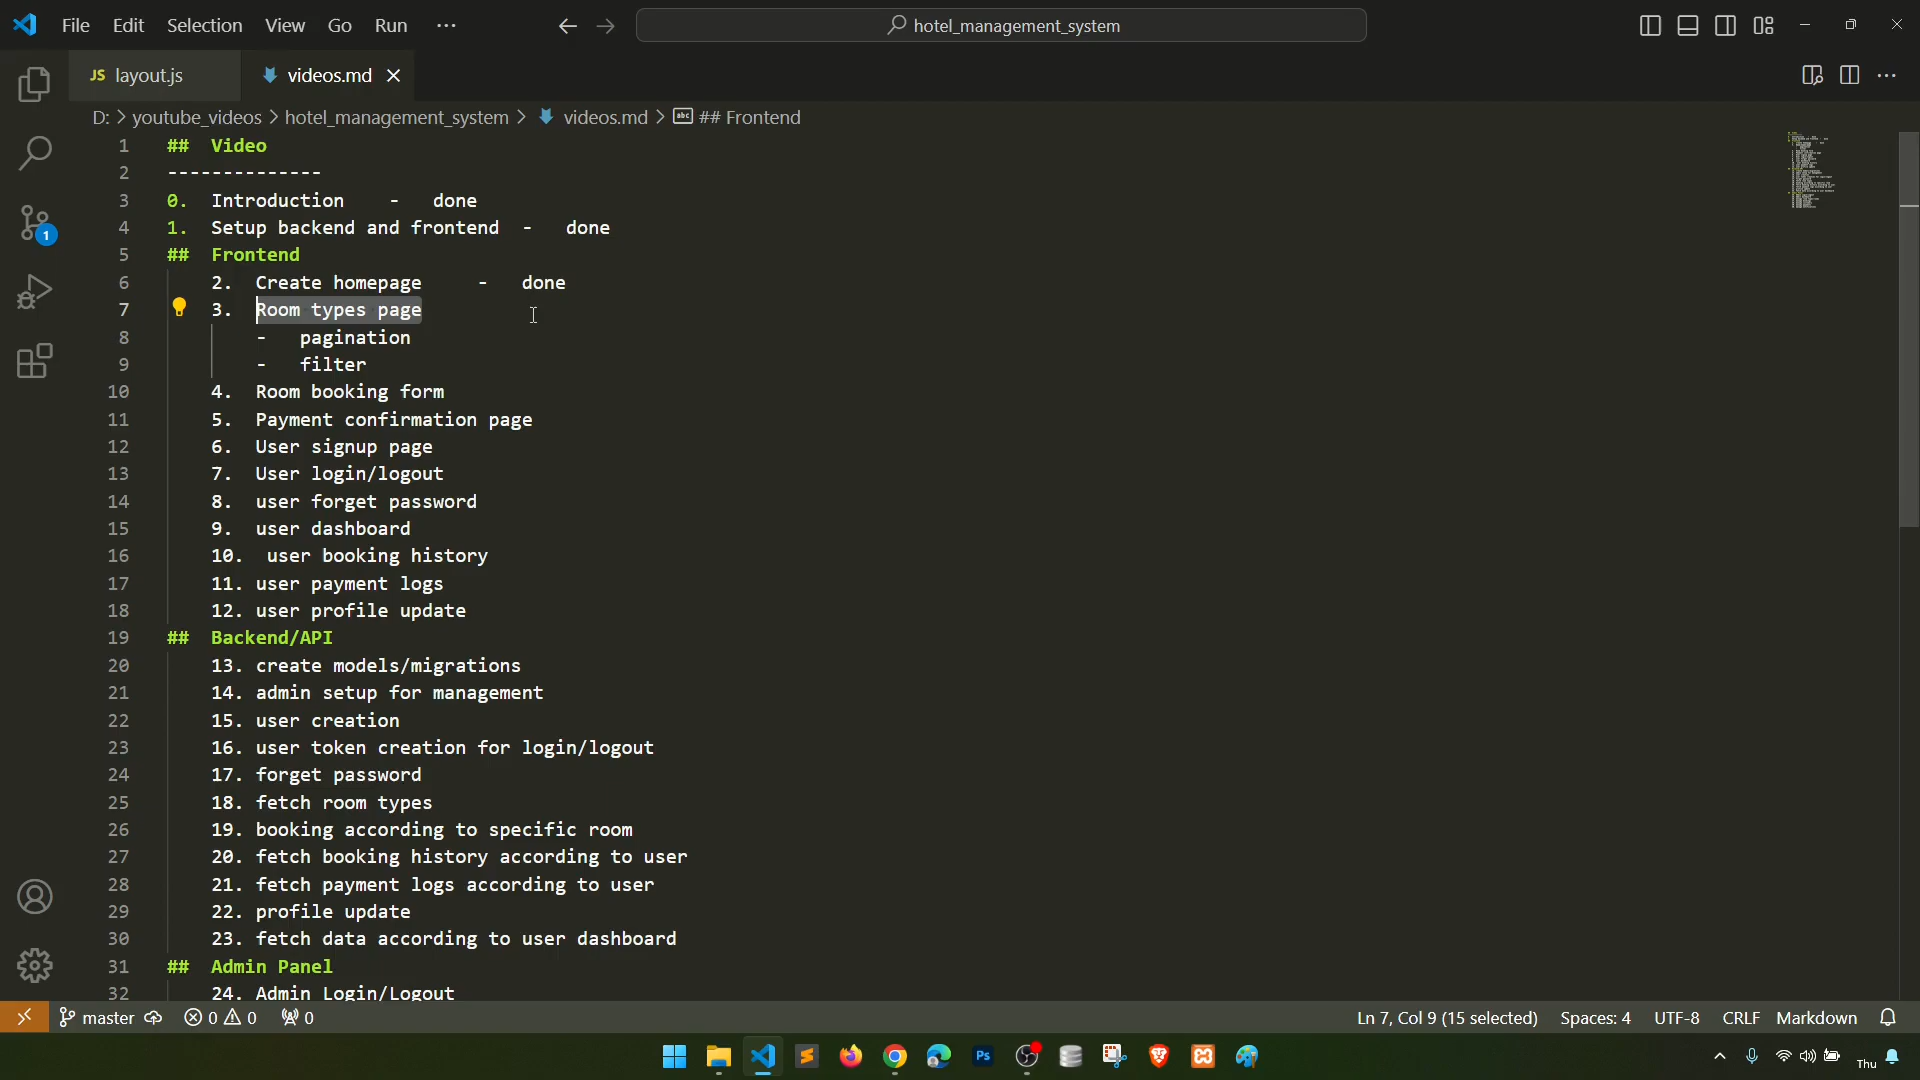 File Edit Selection View Go Run ···
hotel_management_system
JS layout.js
videos.md
D: > youtube_videos > hotel_management_system > videos.md > abc ## Frontend
1 ## Video
2 --------------
3 0. Introduction - done
4 1. Setup backend and frontend - done
5 ## Frontend
6 2. Create homepage - done
7 3. Room types page
8 - pagination
9 - filter
10 4. Room booking form
11 5. Payment confirmation page
12 6. User signup page
13 7. User login/logout
14 8. user forget password
15 9. user dashboard
16 10. user booking history
17 11. user payment logs
18 12. user profile update
19 ## Backend/API
20 13. create models/migrations
21 14. admin setup for management
22 15. user creation
23 16. user token creation for login/logout
24 17. forget password
25 18. fetch room types
26 19. booking according to specific room
27 20. fetch booking history according to user
28 21. fetch payment logs according to user
29 22. profile update
30 23. fetch data according to user dashboard
31 ## Admin Panel
32 24. Admin Login/Logout
1
master 0 0 0 Ln 7, Col 9 (15 selected) Spaces: 4 UTF-8 CRLF Markdown
Ps
Thu